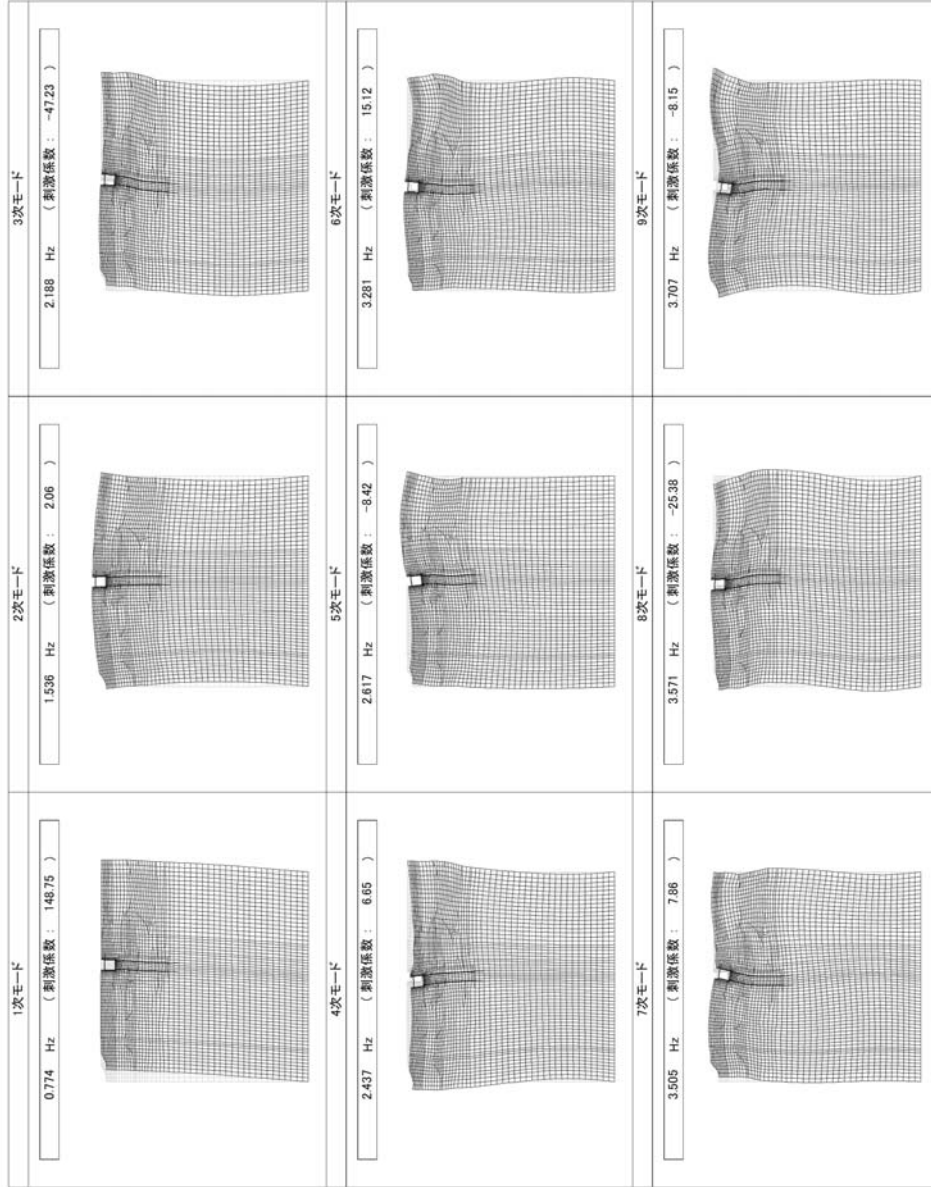 1次モード
0.774 Hz ( 刺激係数 : 148.75 )
2次モード
1.536 Hz ( 刺激係数 : 2.06 )
3次モード
2.188 Hz ( 刺激係数 : -47.23 )
4次モード
2.437 Hz ( 刺激係数 : 6.65 )
5次モード
2.617 Hz ( 刺激係数 : -8.42 )
6次モード
3.281 Hz ( 刺激係数 : 15.12 )
7次モード
3.505 Hz ( 刺激係数 : 7.86 )
8次モード
3.571 Hz ( 刺激係数 : -25.38 )
9次モード
3.707 Hz ( 刺激係数 : -8.15 )